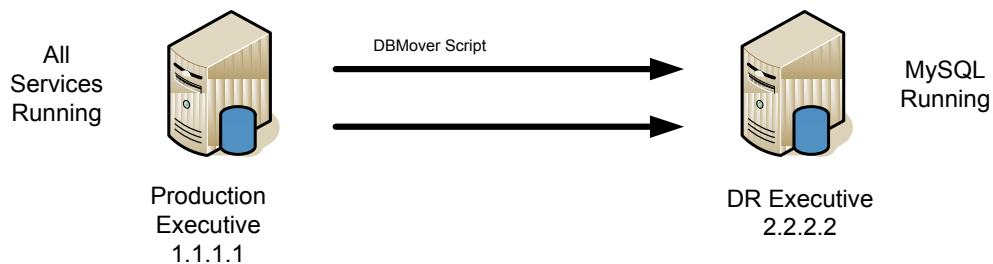 All
Services
Running
DBMover Script
MySQL
Running
Production
Executive
1.1.1.1
DR Executive
2.2.2.2